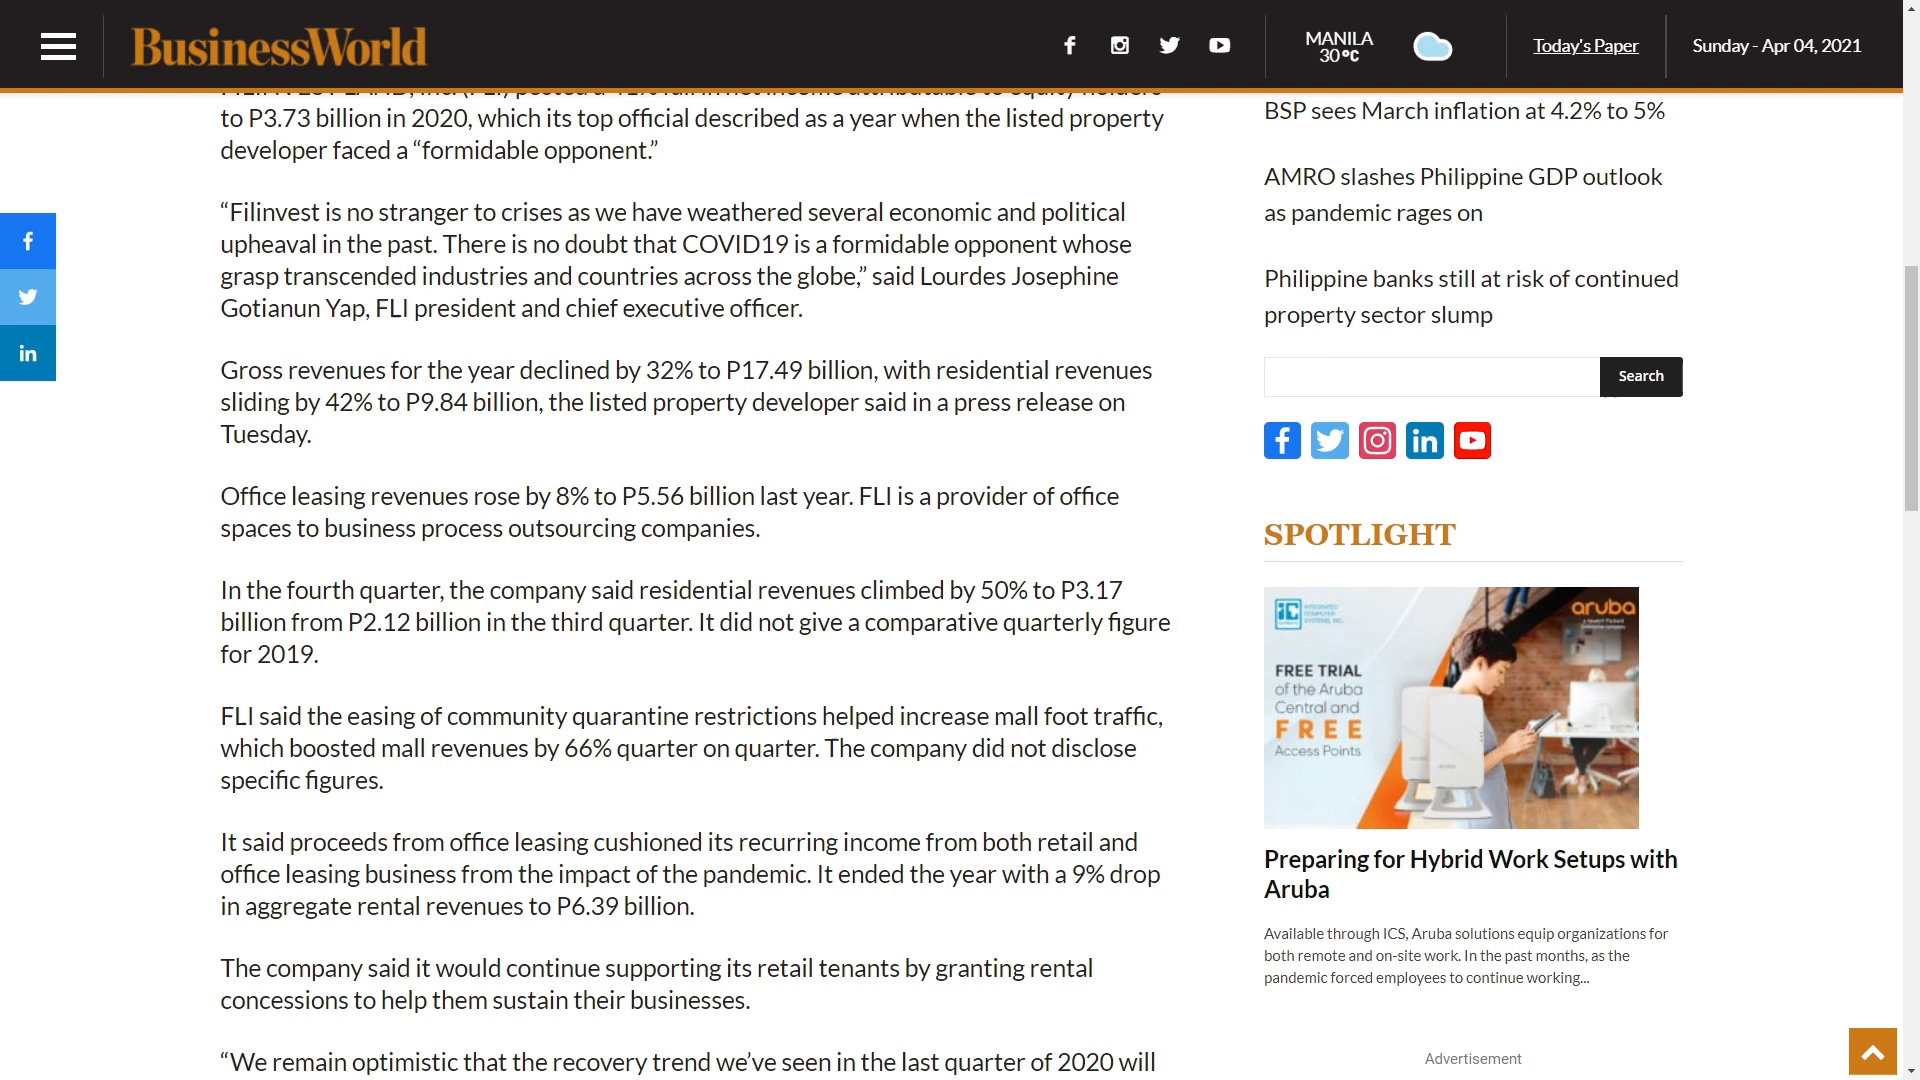 BusinessWorld
MANILA
30°C
Today's Paper
Sunday - Apr 04, 2021
to P3.73 billion in 2020, which its top official described as a year when the listed property
developer faced a “formidable opponent.”
“Filinvest is no stranger to crises as we have weathered several economic and political
upheaval in the past. There is no doubt that COVID19 is a formidable opponent whose
grasp transcended industries and countries across the globe,” said Lourdes Josephine
Gotianun Yap, FLI president and chief executive officer.
Gross revenues for the year declined by 32% to P17.49 billion, with residential revenues
sliding by 42% to P9.84 billion, the listed property developer said in a press release on
Tuesday.
Office leasing revenues rose by 8% to P5.56 billion last year. FLI is a provider of office
spaces to business process outsourcing companies.
In the fourth quarter, the company said residential revenues climbed by 50% to P3.17
billion from P2.12 billion in the third quarter. It did not give a comparative quarterly figure
for 2019.
FLI said the easing of community quarantine restrictions helped increase mall foot traffic,
which boosted mall revenues by 66% quarter on quarter. The company did not disclose
specific figures.
It said proceeds from office leasing cushioned its recurring income from both retail and
office leasing business from the impact of the pandemic. It ended the year with a 9% drop
in aggregate rental revenues to P6.39 billion.
The company said it would continue supporting its retail tenants by granting rental
concessions to help them sustain their businesses.
“We remain optimistic that the recovery trend we’ve seen in the last quarter of 2020 will
BSP sees March inflation at 4.2% to 5%
AMRO slashes Philippine GDP outlook
as pandemic rages on
Philippine banks still at risk of continued
property sector slump
Search
SPOTLIGHT
iC
INTEGRATED
COMPUTER
SYSTEMS, INC.
aruba
a Hewlett Packard
Enterprise company
FREE TRIAL
of the Aruba
Central and
FREE
Access Points
Preparing for Hybrid Work Setups with
Aruba
Available through ICS, Aruba solutions equip organizations for
both remote and on-site work. In the past months, as the
pandemic forced employees to continue working...
Advertisement